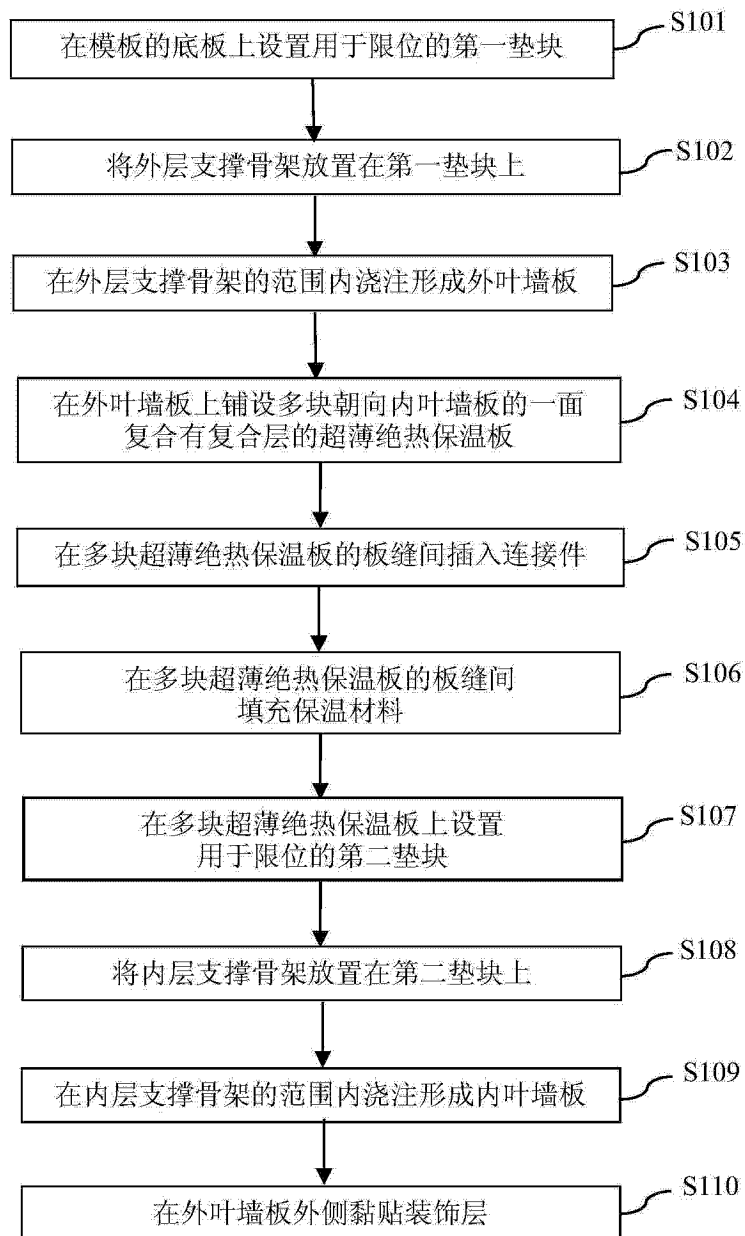 在模板的底板上设置用于限位的第一垫块
S101
将外层支撑骨架放置在第一垫块上
S102
在外层支撑骨架的范围内浇注形成外叶墙板
S103
在外叶墙板上铺设多块朝向内叶墙板的一面
复合有复合层的超薄绝热保温板
S104
在多块超薄绝热保温板的板缝间插入连接件
S105
在多块超薄绝热保温板的板缝间
填充保温材料
S106
在多块超薄绝热保温板上设置
用于限位的第二垫块
S107
将内层支撑骨架放置在第二垫块上
S108
在内层支撑骨架的范围内浇注形成内叶墙板
S109
在外叶墙板外侧黏贴装饰层
S110